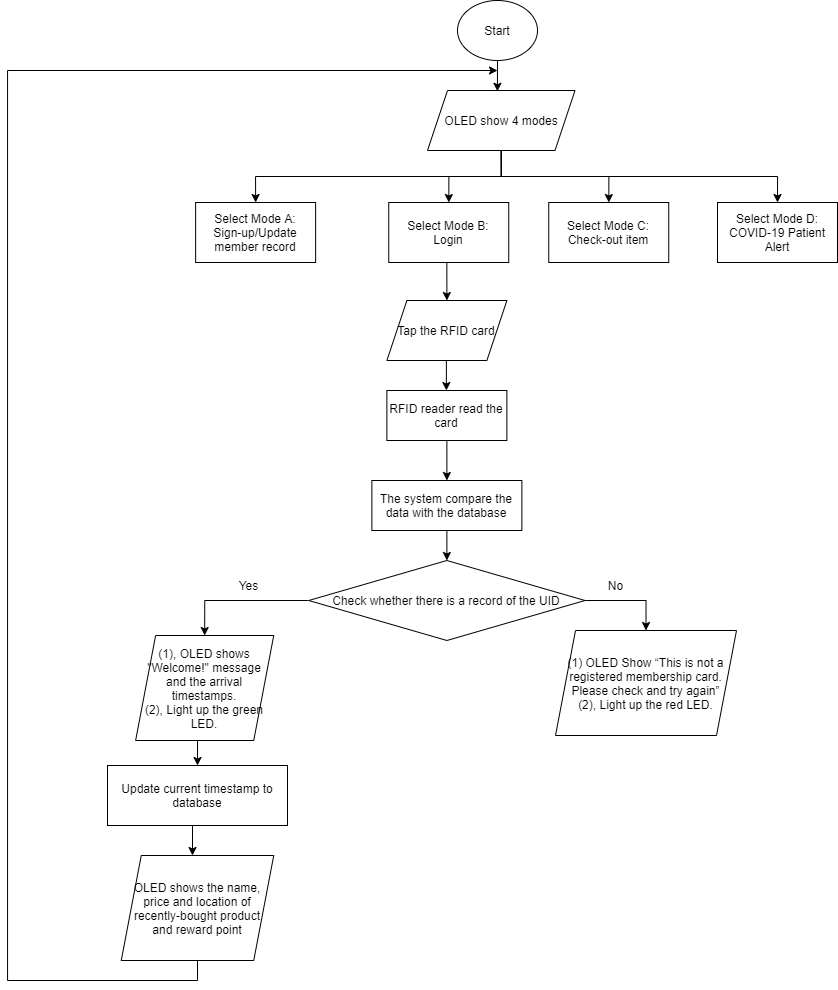 Start
OLED show 4 modes
Select Mode A:
Sign-up/Update
member record
Select Mode B:
Login
Select Mode C:
Check-out item
Select Mode D:
COVID-19 Patient
Alert
Tap the RFID card
RFID reader read the
card
The system compare the
data with the database
Check whether there is a record of the UID
Yes
No
(1), OLED shows
"Welcome!" message
and the arrival
timestamps.
(2), Light up the green
LED.
(1) OLED Show “This is not a
registered membership card.
Please check and try again”
(2), Light up the red LED.
Update current timestamp to
database
OLED shows the name,
price and location of
recently-bought product
and reward point